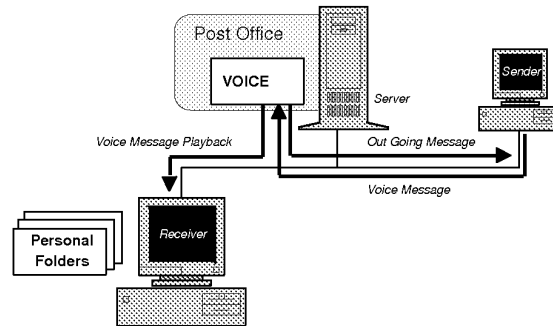 Post Office
VOICE
Sender
Server
Voice Message Playback
Out Going Message
Voice Message
Receiver
Personal
Folders